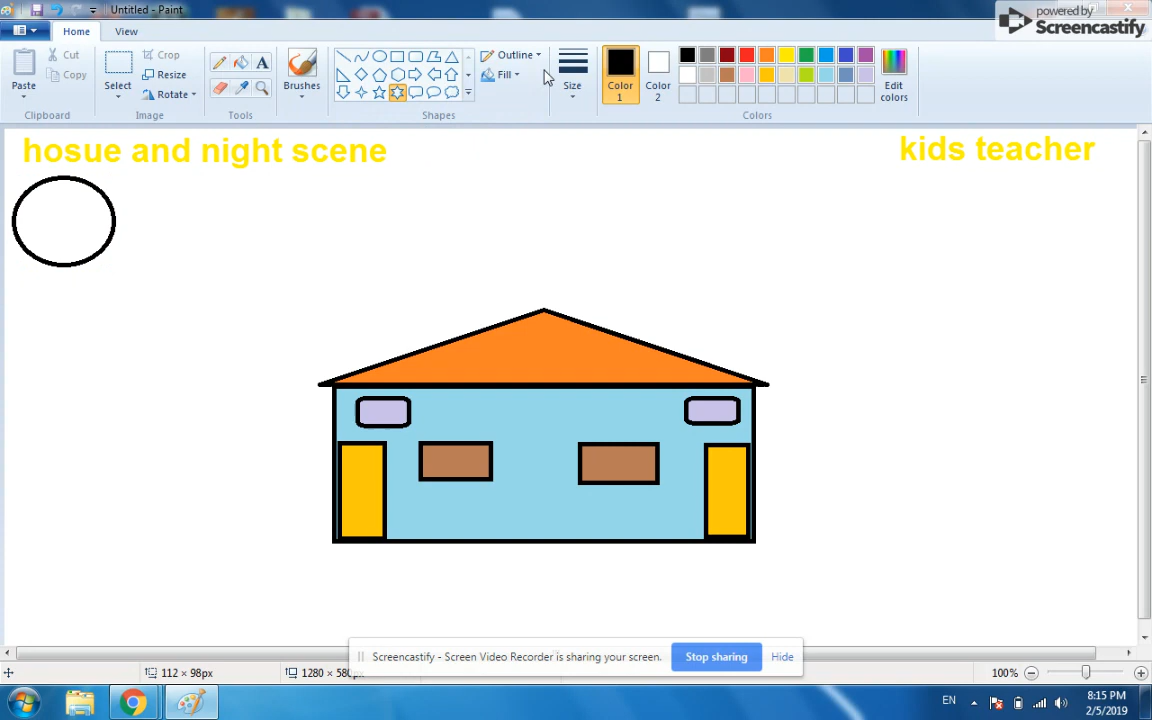 Untitled - Paint
powered by
Screencastify
Home
View
Paste
Cut
Copy
Clipboard
Select
Crop
Resize
Rotate
Image
A
Tools
Brushes
Outline
Fill
Shapes
Size
Color
1
Color
2
Edit
colors
Colors
hosue and night scene
kids teacher
Screencastify - Screen Video Recorder is sharing your screen.
Stop sharing
Hide
112 × 98px
1280 × 580px
100%
EN
8:15 PM
2/5/2019